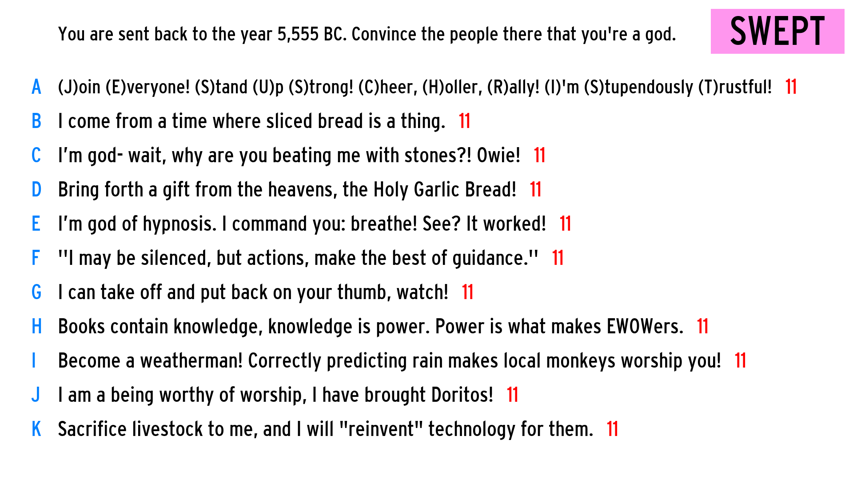 You are sent back to the year 5,555 BC. Convince the people there that you're a god.
SWEPT
A (J)oin (E)veryone! (S)tand (U)p (S)trong! (C)heer, (H)oller, (R)ally! (I)'m (S)tupendously (T)rustful! 11
B I come from a time where sliced bread is a thing. 11
C I’m god- wait, why are you beating me with stones?! Owie! 11
D Bring forth a gift from the heavens, the Holy Garlic Bread! 11
E I’m god of hypnosis. I command you: breathe! See? It worked! 11
F ''I may be silenced, but actions, make the best of guidance.'' 11
G I can take off and put back on your thumb, watch! 11
H Books contain knowledge, knowledge is power. Power is what makes EWOWers. 11
I Become a weatherman! Correctly predicting rain makes local monkeys worship you! 11
J I am a being worthy of worship, I have brought Doritos! 11
K Sacrifice livestock to me, and I will "reinvent" technology for them. 11